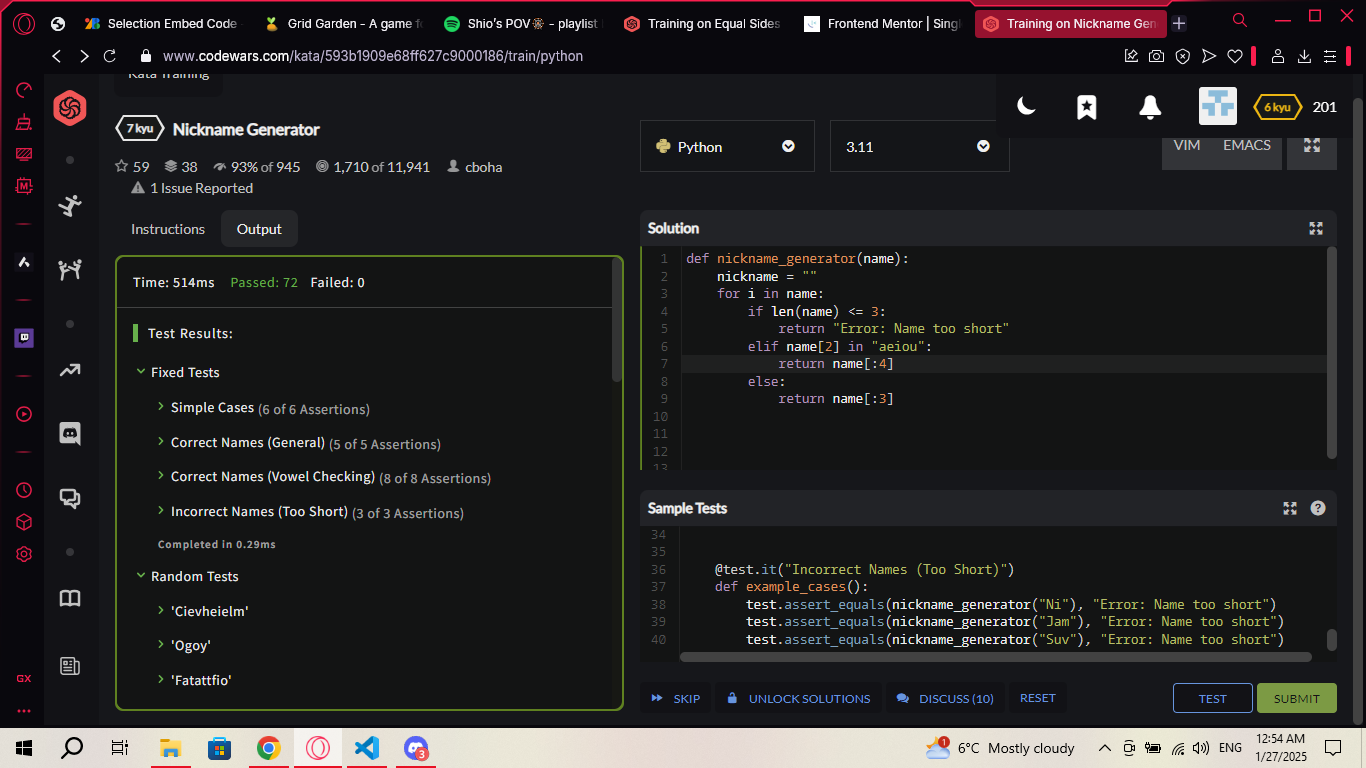 Selection Embed Code
Grid Garden - A game fo
Shio's POV🌼 - playlist
Training on Equal Sides
Frontend Mentor | Singl
Training on Nickname Gen
www.codewars.com/kata/593b1909e68ff627c9000186/train/python
Kata Training
7 kyu
Nickname Generator
6 kyu
201
59
38
93% of 945
1,710 of 11,941
cboha
1 Issue Reported
Python
3.11
VIM
EMACS
Instructions
Output
Time: 514ms Passed: 72 Failed: 0
Test Results:
Fixed Tests
Simple Cases (6 of 6 Assertions)
Correct Names (General) (5 of 5 Assertions)
Correct Names (Vowel Checking) (8 of 8 Assertions)
Incorrect Names (Too Short) (3 of 3 Assertions)
Completed in 0.29ms
Random Tests
'Cievheielm'
'Ogoy'
'Fatattfio'
Solution
1 def nickname_generator(name):
2     nickname = ""
3     for i in name:
4         if len(name) <= 3:
5             return "Error: Name too short"
6         elif name[2] in "aeiou":
7             return name[:4]
8         else:
9             return name[:3]
10
11
12
13
Sample Tests
34
35
36     @test.it("Incorrect Names (Too Short)")
37     def example_cases():
38         test.assert_equals(nickname_generator("Ni"), "Error: Name too short")
39         test.assert_equals(nickname_generator("Jam"), "Error: Name too short")
40         test.assert_equals(nickname_generator("Suv"), "Error: Name too short")
SKIP
UNLOCK SOLUTIONS
DISCUSS (10)
RESET
TEST
SUBMIT
M
GX
3
1
6°C Mostly cloudy
ENG
12:54 AM
1/27/2025